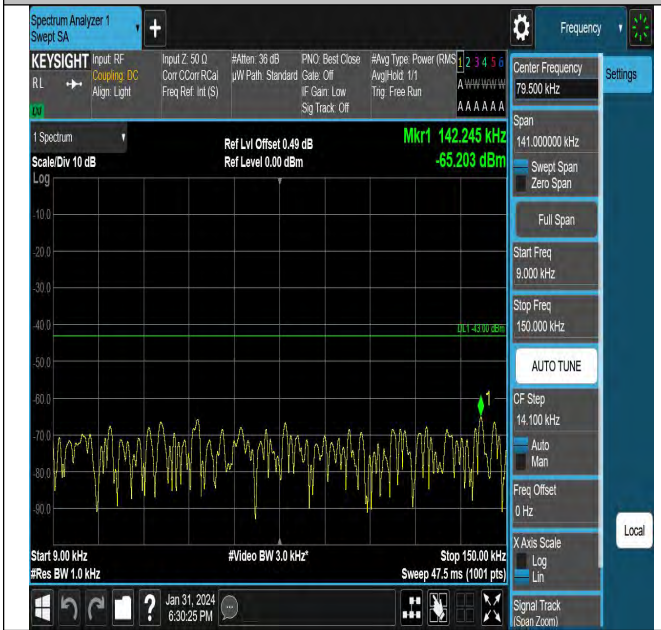 Spectrum Analyzer 1
Swept SA
+
Frequency
KEYSIGHT
RL
Input: RF
Coupling: DC
Align: Light
Input Z: 50 Ω
Corr CCorr RCal
Freq Ref: Int (S)
#Atten: 36 dB
µW Path: Standard
PNO: Best Close
Gate: Off
IF Gain: Low
Sig Track: Off
#Avg Type: Power (RMS
Avg|Hold: 1/1
Trig: Free Run
1 2 3 4 5 6
A W W W W W
A A A A A A
1 Spectrum
Scale/Div 10 dB
Log
Ref Lvl Offset 0.49 dB
Ref Level 0.00 dBm
Mkr1 142.245 kHz
-65.203 dBm
-10.0
-20.0
-30.0
-40.0
DL1 -43.00 dBm
-50.0
-60.0
1
-70.0
-80.0
-90.0
Start 9.00 kHz
#Res BW 1.0 kHz
#Video BW 3.0 kHz*
Stop 150.00 kHz
Sweep 47.5 ms (1001 pts)
?
Jan 31, 2024
6:30:25 PM
Center Frequency
79.500 kHz
Settings
Span
141.000000 kHz
Swept Span
Zero Span
Full Span
Start Freq
9.000 kHz
Stop Freq
150.000 kHz
AUTO TUNE
CF Step
14.100 kHz
Auto
Man
Freq Offset
0 Hz
X Axis Scale
Log
Lin
Signal Track
(Span Zoom)
Local